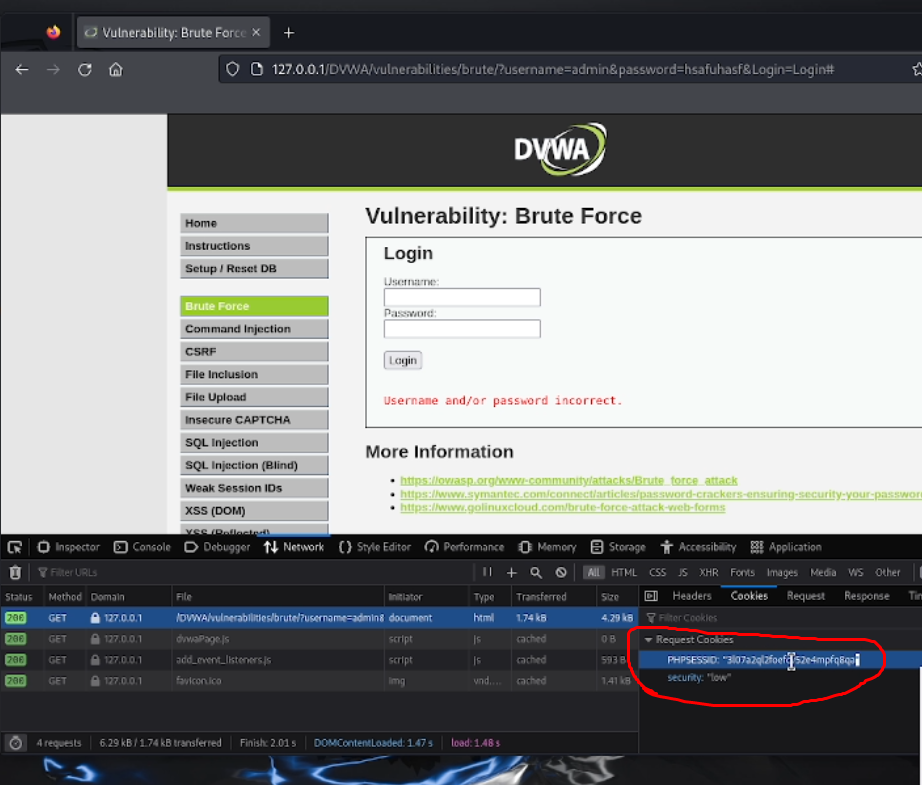 Vulnerability: Brute Force
127.0.0.1/DVWA/vulnerabilities/brute/?username=admin&password=hsafuhasf&Login=Login#
DVWA
Home
Instructions
Setup / Reset DB
Brute Force
Command Injection
CSRF
File Inclusion
File Upload
Insecure CAPTCHA
SQL Injection
SQL Injection (Blind)
Weak Session IDs
XSS (DOM)
XSS (Reflected)
Vulnerability: Brute Force
Login
Username:
Password:
Login
Username and/or password incorrect.
More Information
https://owasp.org/www-community/attacks/Brute_force_attack
https://www.symantec.com/connect/articles/password-crackers-ensuring-security-your-passwor
https://www.golinuxcloud.com/brute-force-attack-web-forms
Inspector Console Debugger Network Style Editor Performance Memory Storage Accessibility Application
Filter URLs All HTML CSS JS XHR Fonts Images Media WS Other
Status Method Domain File Initiator Type Transferred Size
200 GET 127.0.0.1 /DVWA/vulnerabilities/brute/?username=admin& document html 1.74 kB 4.29 kB
200 GET 127.0.0.1 dvwaPage.js script js cached 0 B
200 GET 127.0.0.1 add_event_listeners.js script js cached 593 B
200 GET 127.0.0.1 favicon.ico img vnd.… cached 1.41 kB
4 requests 6.29 kB / 1.74 kB transferred Finish: 2.01 s DOMContentLoaded: 1.47 s load: 1.48 s
Headers Cookies Request Response Tim
Filter Cookies
Request Cookies
PHPSESSID:
security: "low"